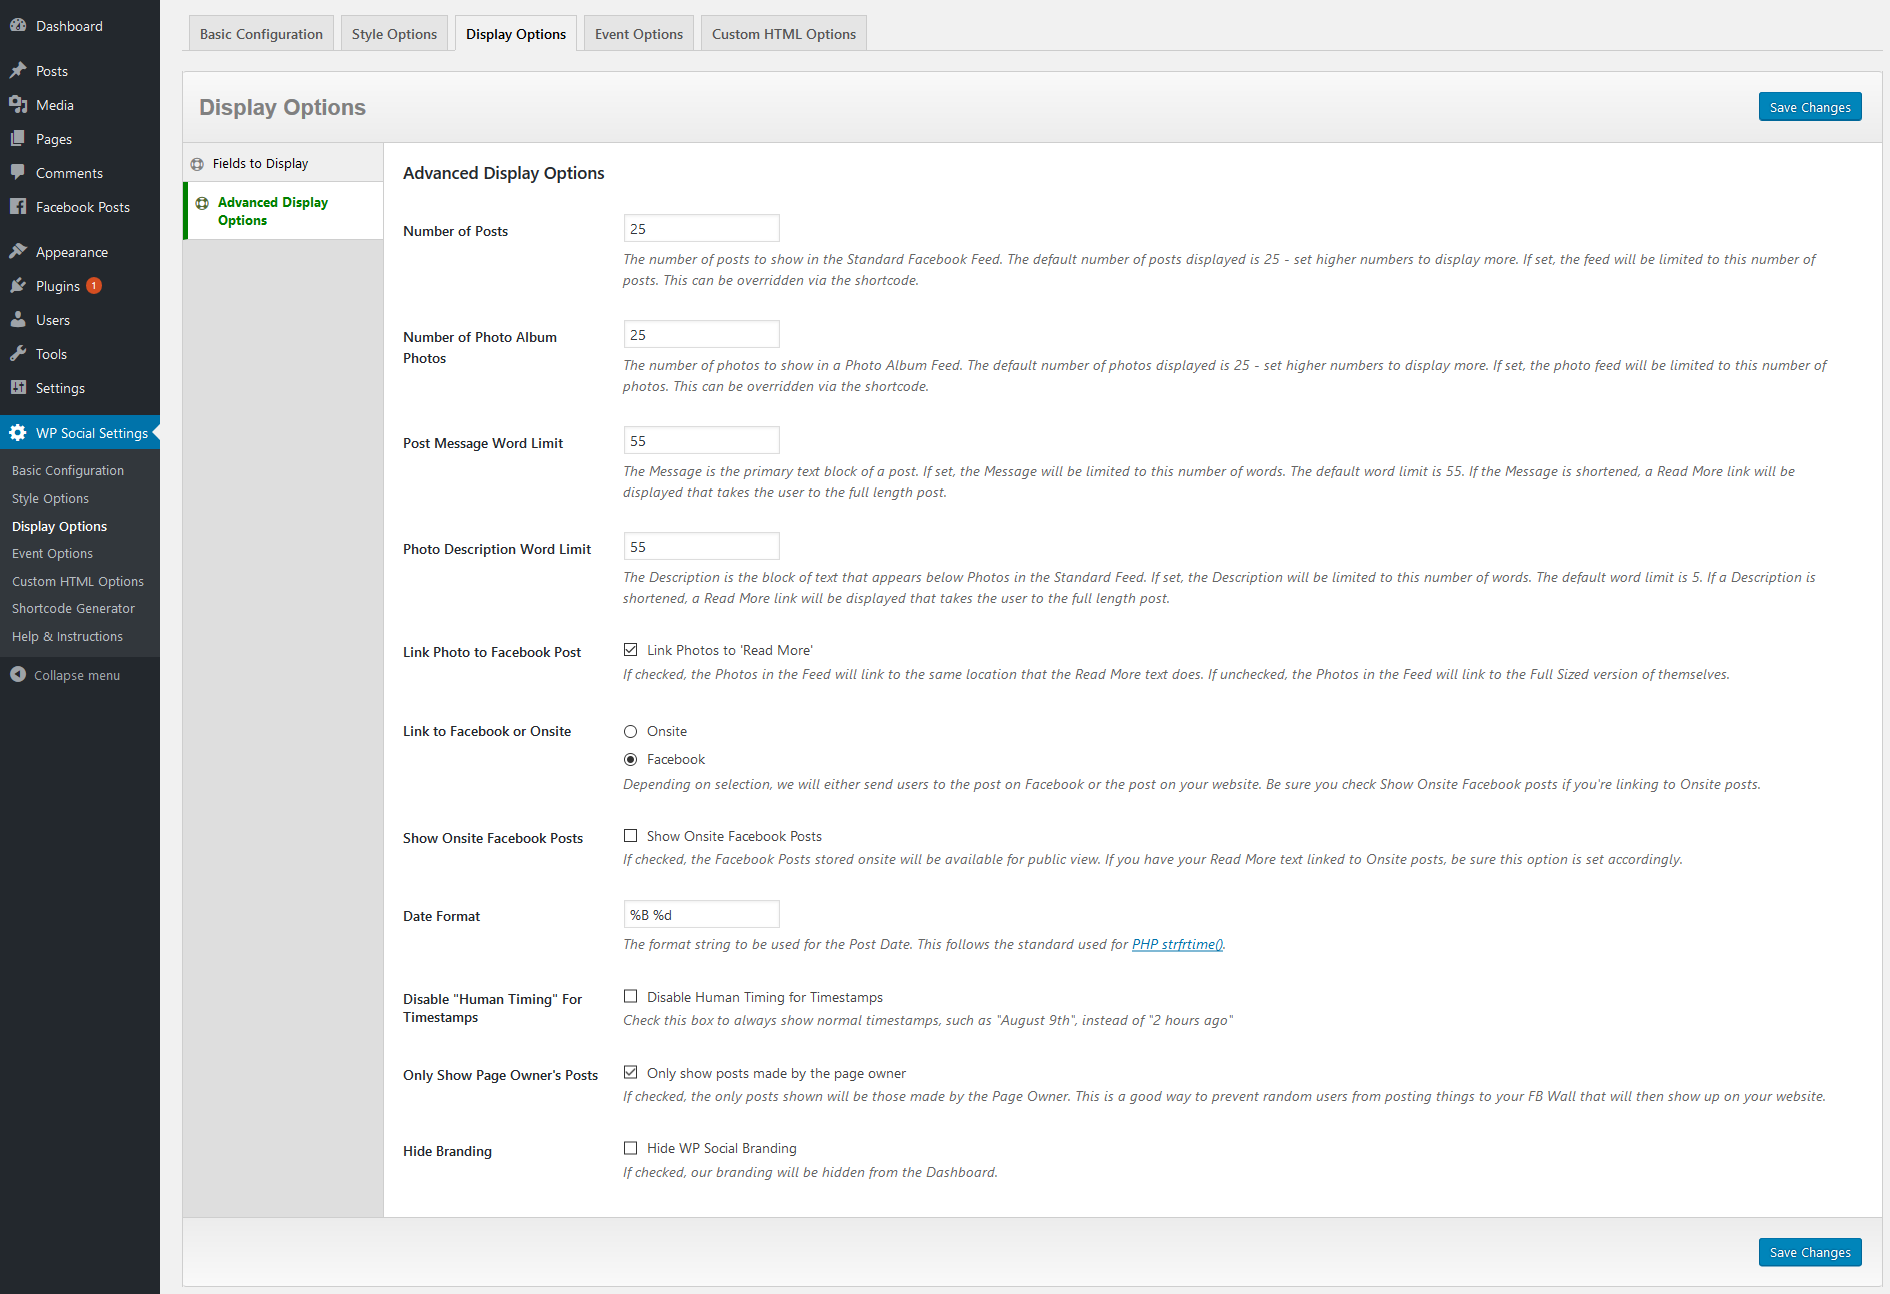 Dashboard
Posts
Media
Pages
Comments
Facebook Posts
Appearance
Plugins 1
Users
Tools
Settings
WP Social Settings
Basic Configuration
Style Options
Display Options
Event Options
Custom HTML Options
Shortcode Generator
Help & Instructions
Collapse menu
Basic Configuration Style Options Display Options Event Options Custom HTML Options
Display Options Save Changes
Fields to Display
Advanced Display
Options
Advanced Display Options
Number of Posts 25
The number of posts to show in the Standard Facebook Feed. The default number of posts displayed is 25 - set higher numbers to display more. If set, the feed will be limited to this number of
posts. This can be overridden via the shortcode.
Number of Photo Album
Photos
25
The number of photos to show in a Photo Album Feed. The default number of photos displayed is 25 - set higher numbers to display more. If set, the photo feed will be limited to this number of
photos. This can be overridden via the shortcode.
Post Message Word Limit 55
The Message is the primary text block of a post. If set, the Message will be limited to this number of words. The default word limit is 55. If the Message is shortened, a Read More link will be
displayed that takes the user to the full length post.
Photo Description Word Limit 55
The Description is the block of text that appears below Photos in the Standard Feed. If set, the Description will be limited to this number of words. The default word limit is 5. If a Description is
shortened, a Read More link will be displayed that takes the user to the full length post.
Link Photo to Facebook Post Link Photos to 'Read More'
If checked, the Photos in the Feed will link to the same location that the Read More text does. If unchecked, the Photos in the Feed will link to the Full Sized version of themselves.
Link to Facebook or Onsite Onsite
Facebook
Depending on selection, we will either send users to the post on Facebook or the post on your website. Be sure you check Show Onsite Facebook posts if you're linking to Onsite posts.
Show Onsite Facebook Posts Show Onsite Facebook Posts
If checked, the Facebook Posts stored onsite will be available for public view. If you have your Read More text linked to Onsite posts, be sure this option is set accordingly.
Date Format %B %d
The format string to be used for the Post Date. This follows the standard used for PHP strfrtime().
Disable "Human Timing" For
Timestamps
Disable Human Timing for Timestamps
Check this box to always show normal timestamps, such as "August 9th", instead of "2 hours ago"
Only Show Page Owner's Posts Only show posts made by the page owner
If checked, the only posts shown will be those made by the Page Owner. This is a good way to prevent random users from posting things to your FB Wall that will then show up on your website.
Hide Branding Hide WP Social Branding
If checked, our branding will be hidden from the Dashboard.
Save Changes